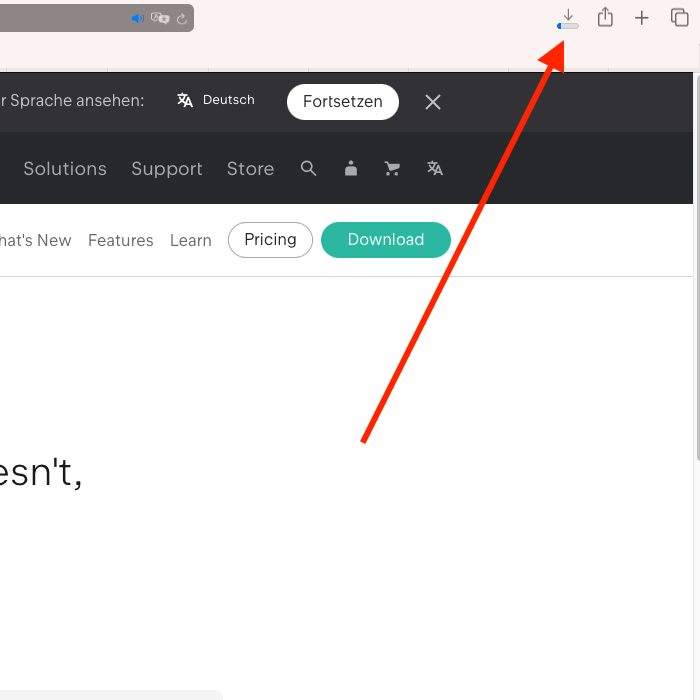 r Sprache ansehen: Deutsch Fortsetzen
Solutions Support Store
hat's New Features Learn Pricing Download
esn't,